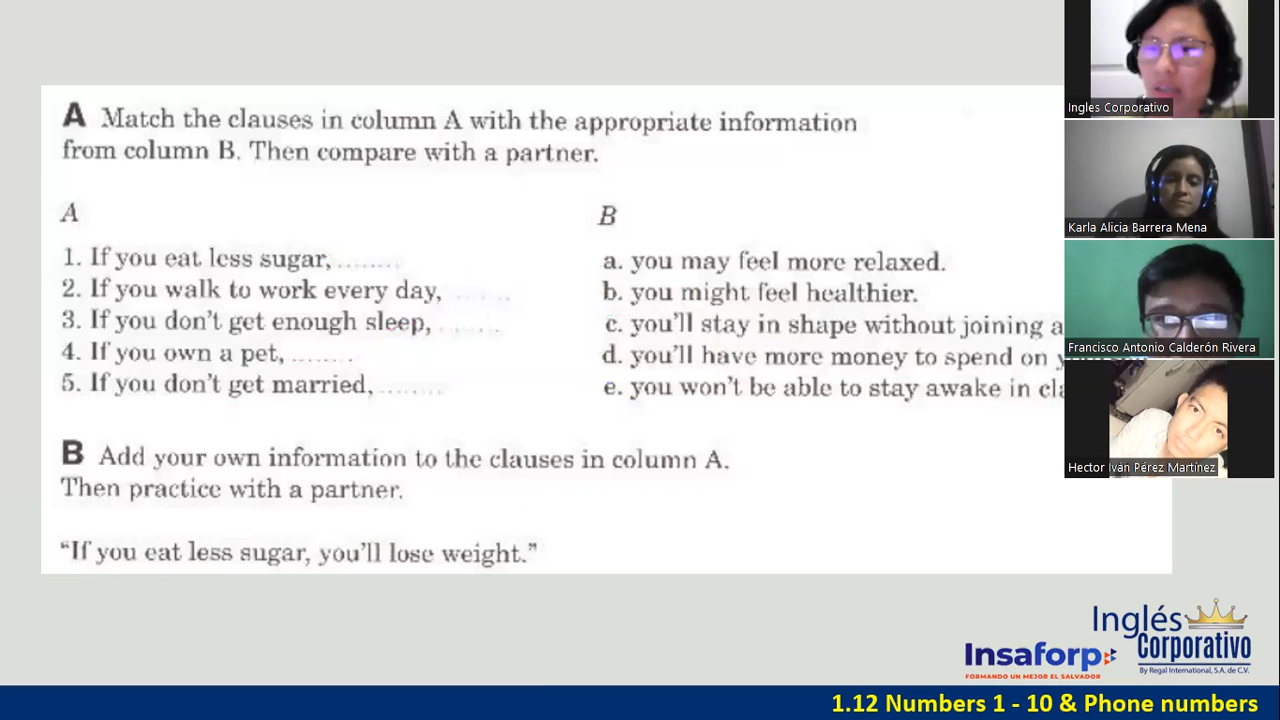 A Match the clauses in column A with the appropriate information
from column B. Then compare with a partner.
A
1. If you eat less sugar, ........
2. If you walk to work every day, ........
3. If you don't get enough sleep, ........
4. If you own a pet, ........
5. If you don't get married, ........
B
a. you may feel more relaxed.
b. you might feel healthier.
c. you'll stay in shape without joining a
d. you'll have more money to spend on
e. you won't be able to stay awake in
B Add your own information to the clauses in column A.
Then practice with a partner.
"If you eat less sugar, you'll lose weight."
Ingles Corporativo
Karla Alicia Barrera Mena
Francisco Antonio Calderón Rivera
Hector Iván Pérez Martínez
Insaforp
FORMANDO UN MEJOR EL SALVADOR
Inglés
Corporativo
By Regal International, S.A. de C.V.
1.12 Numbers 1 - 10 & Phone numbers